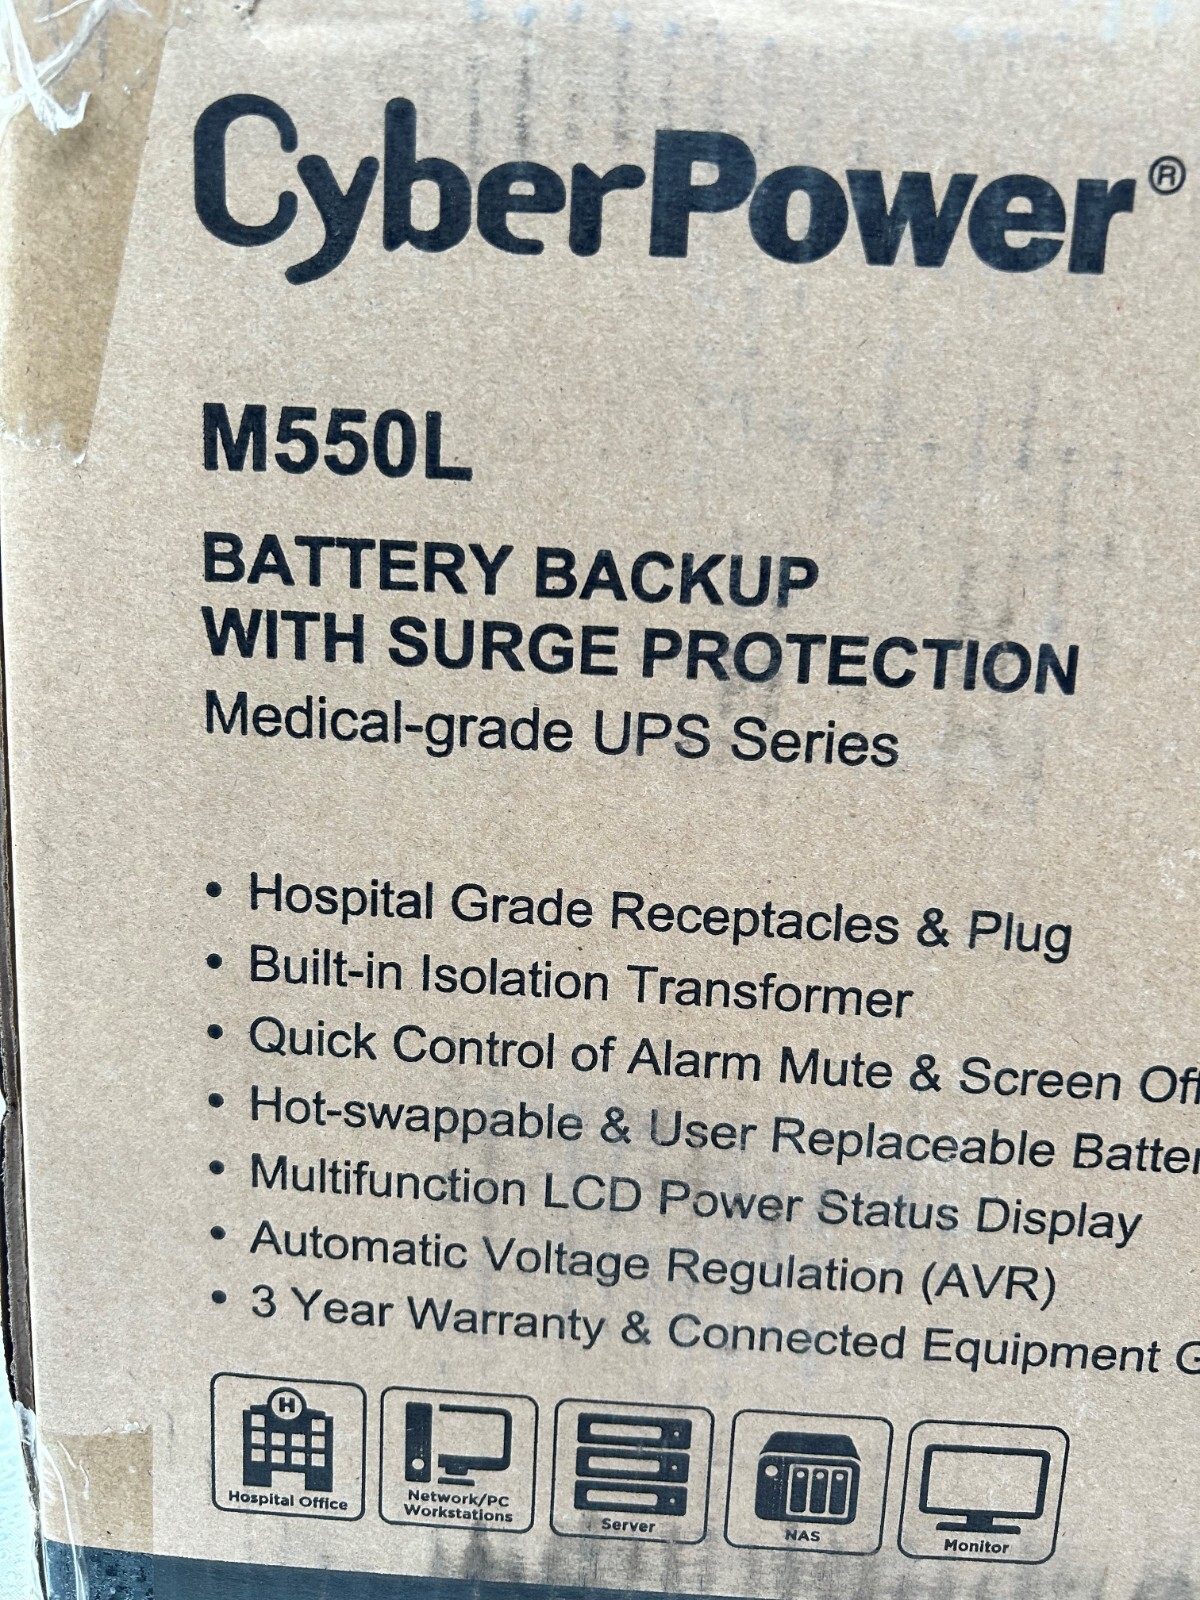 CyberPower®
M550L
BATTERY BACKUP
WITH SURGE PROTECTION
Medical-grade UPS Series
• Hospital Grade Receptacles & Plug
• Built-in Isolation Transformer
• Quick Control of Alarm Mute & Screen Off
• Hot-swappable & User Replaceable Batter
• Multifunction LCD Power Status Display
• Automatic Voltage Regulation (AVR)
• 3 Year Warranty & Connected Equipment G
H
Hospital Office
Network/PC
Workstations
Server
NAS
Monitor